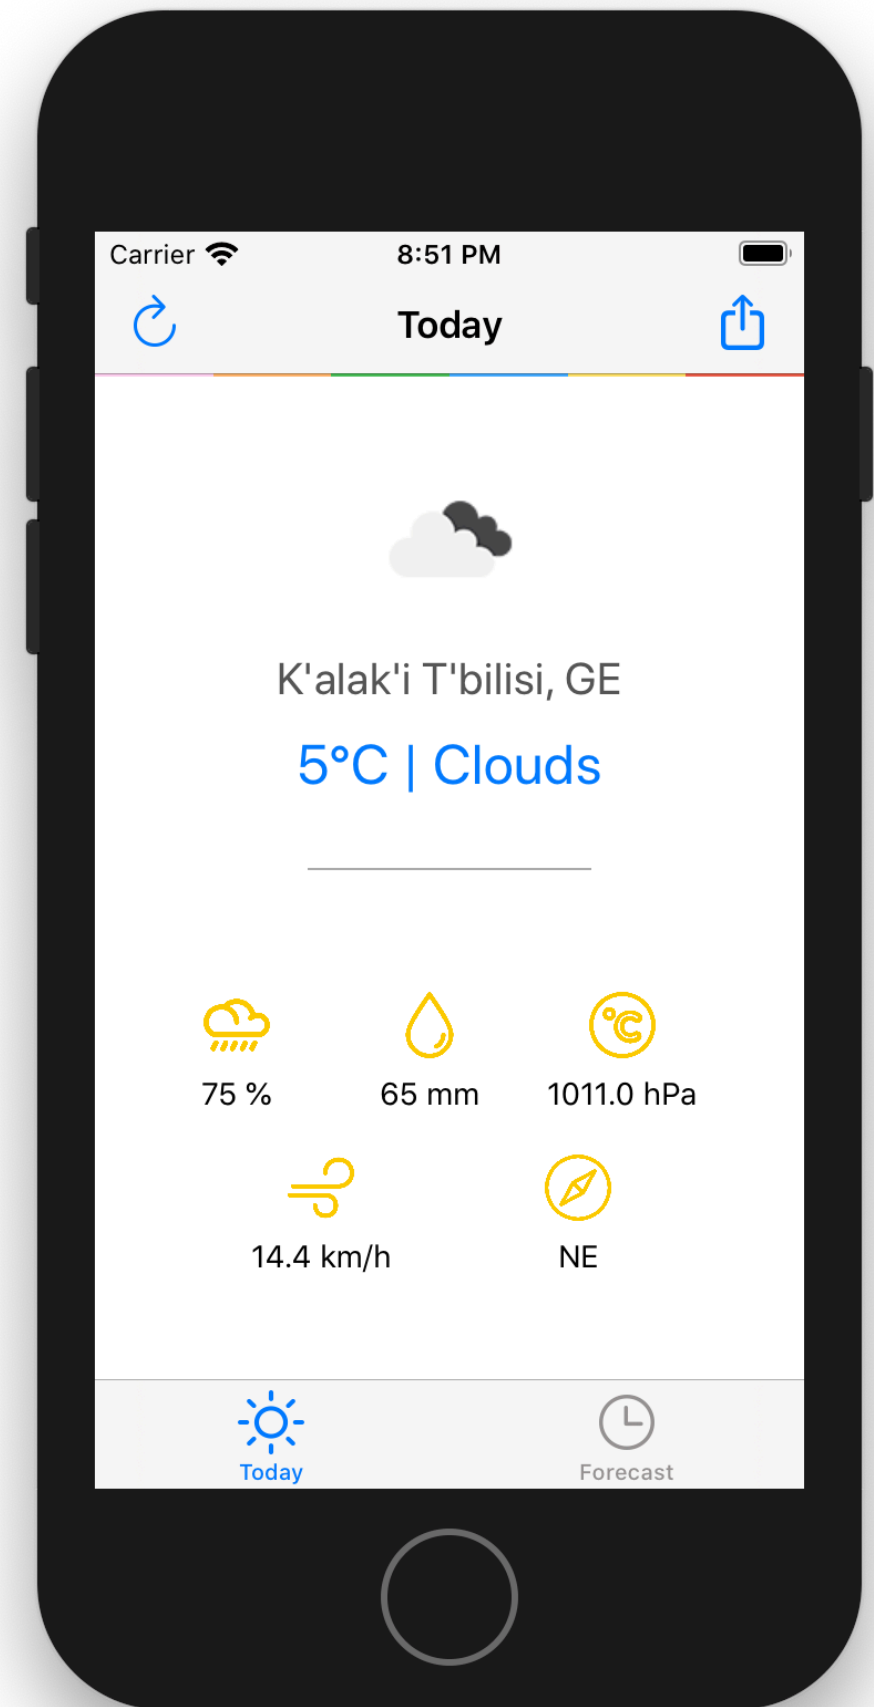 Carrier 8:51 PM
Today
K'alak'i T'bilisi, GE
5°C | Clouds
°C
75 % 65 mm 1011.0 hPa
14.4 km/h NE
Today Forecast